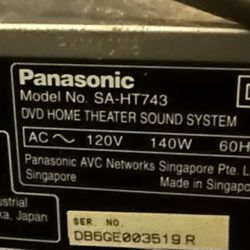 Panasonic
Model No. SA-HT743
DVD HOME THEATER SOUND SYSTEM
AC 120V 140W 60H
Panasonic AVC Networks Singapore Pte. L
Singapore Made in Singap
ustrial
ka, Japan
SER. NO.
DB6GE003519 R